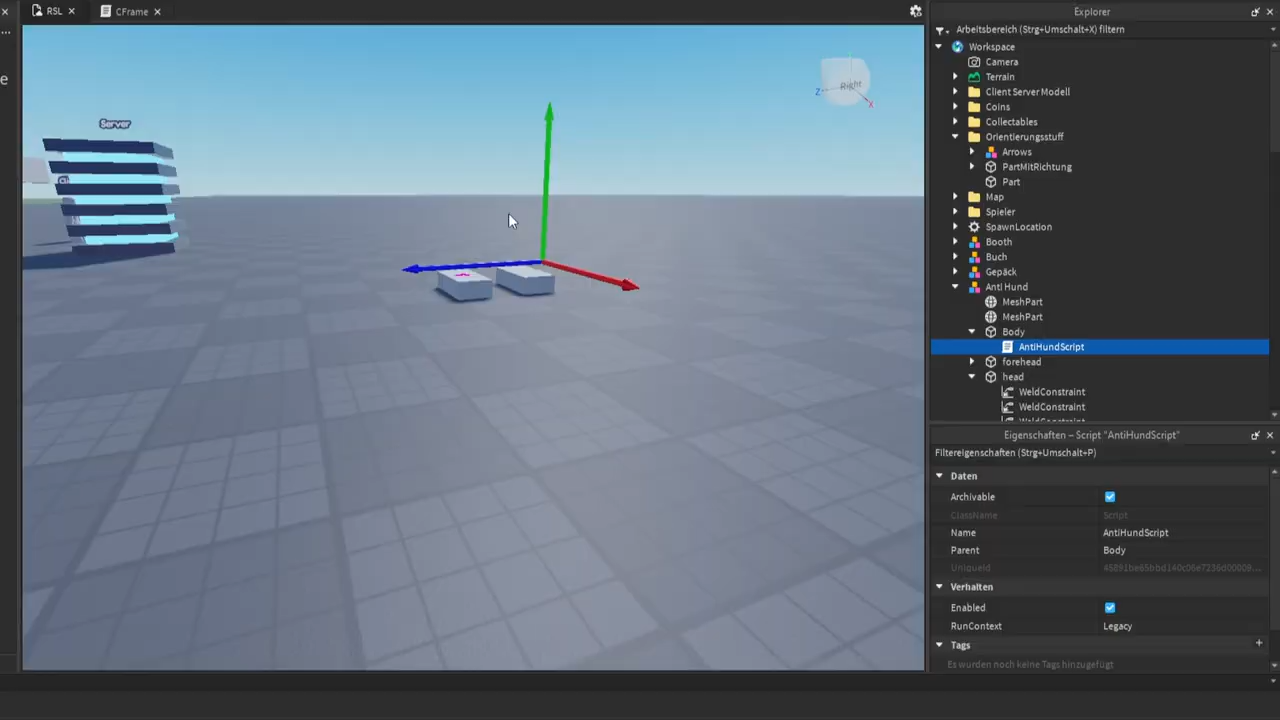 RSL
CFrame
e
Server
Right
Z
X
Explorer
Arbeitsbereich (Strg+Umschalt+X) filtern
Workspace
Camera
Terrain
Client Server Modell
Coins
Collectables
Orientierungsstuff
Arrows
PartMitRichtung
Part
Map
Spieler
SpawnLocation
Booth
Buch
Gepäck
Anti Hund
MeshPart
MeshPart
Body
AntiHundScript
forehead
head
WeldConstraint
WeldConstraint
WeldConstraint
Eigenschaften – Script "AntiHundScript"
Filtereigenschaften (Strg+Umschalt+P)
Daten
Archivable
ClassName Script
Name AntiHundScript
Parent Body
UniqueId
Verhalten
Enabled
RunContext Legacy
Tags
Es wurden noch keine Tags hinzugefügt